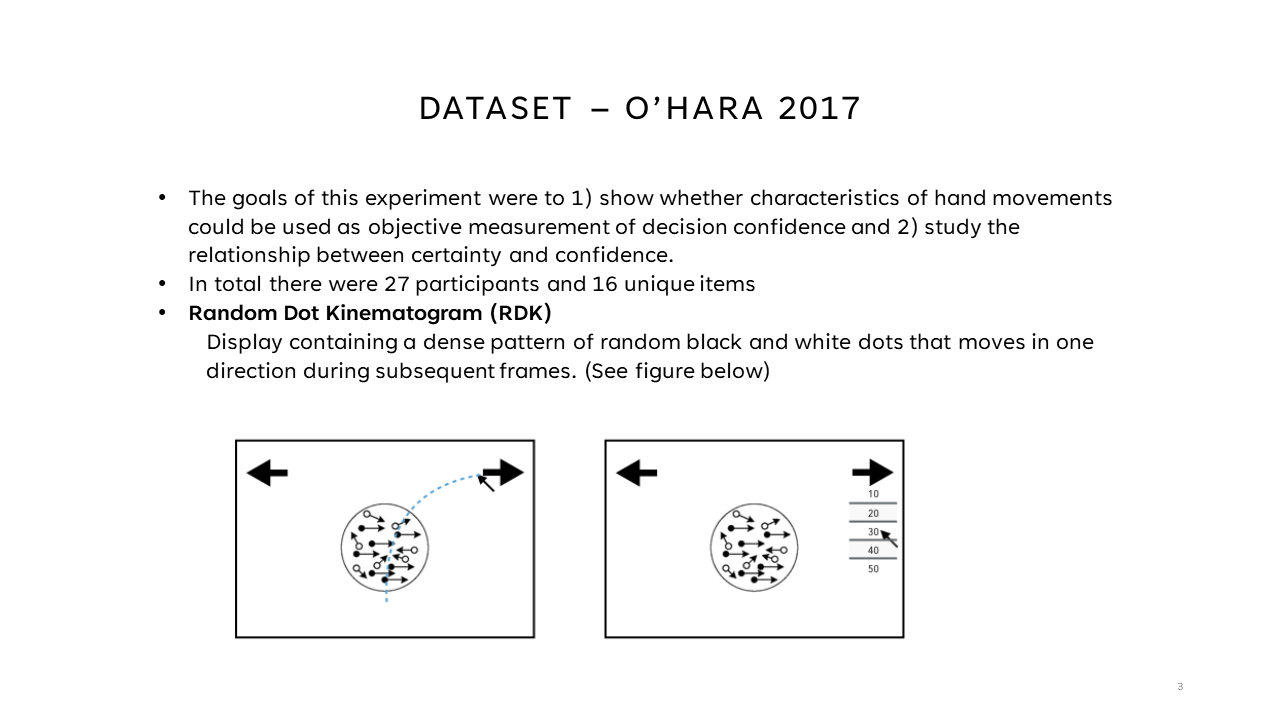 DATASET – O’HARA 2017
• The goals of this experiment were to 1) show whether characteristics of hand movements
could be used as objective measurement of decision confidence and 2) study the
relationship between certainty and confidence.
• In total there were 27 participants and 16 unique items
• Random Dot Kinematogram (RDK)
Display containing a dense pattern of random black and white dots that moves in one
direction during subsequent frames. (See figure below)
10
20
30
40
50
3